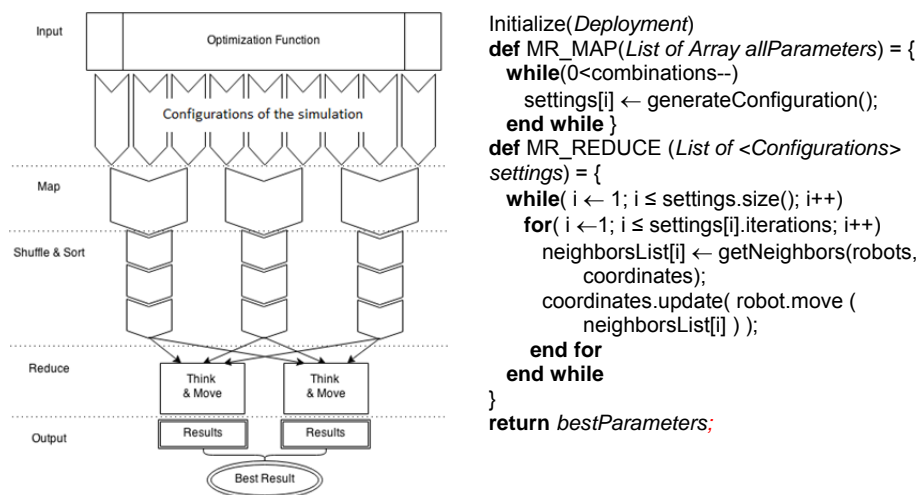 Input
Optimization Function
Configurations of the simulation
Map
Shuffle & Sort
Reduce
Think
& Move
Think
& Move
Output
Results
Results
Best Result
Initialize(Deployment)
def MR_MAP(List of Array allParameters) = {
while(0<combinations--)
settings[i] ← generateConfiguration();
end while }
def MR_REDUCE (List of <Configurations>
settings) = {
while( i ← 1; i ≤ settings.size(); i++)
for( i ←1; i ≤ settings[i].iterations; i++)
neighborsList[i] ← getNeighbors(robots,
coordinates);
coordinates.update( robot.move (
neighborsList[i] ) );
end for
end while
}
return bestParameters;